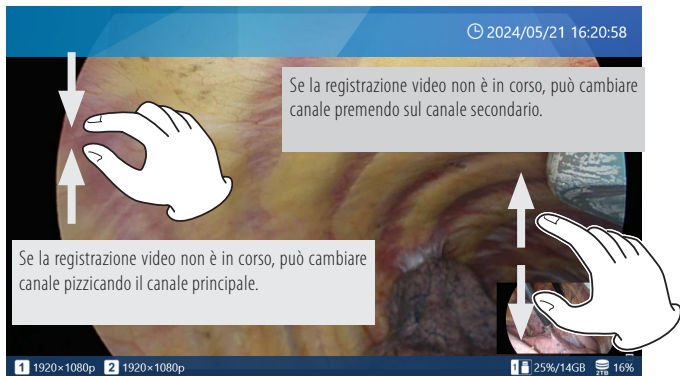 2024/05/21 16:20:58
Se la registrazione video non è in corso, può cambiare
canale premendo sul canale secondario.
Se la registrazione video non è in corso, può cambiare
canale pizzicando il canale principale.
1 1920×1080p 2 1920×1080p
1 25%/14GB 2TB 16%